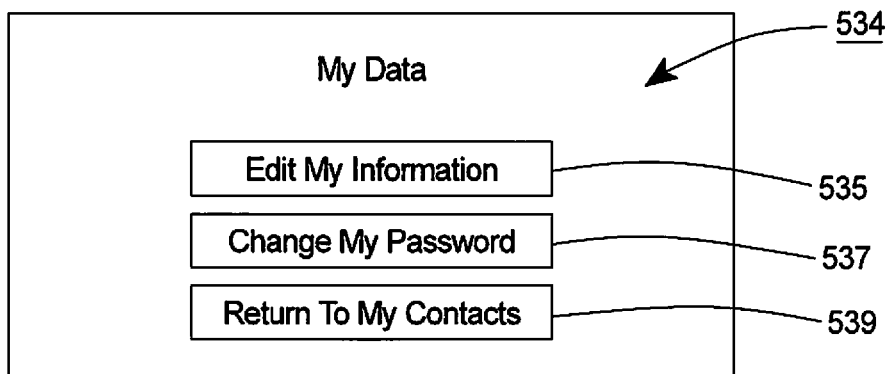 534
My Data
Edit My Information
535
Change My Password
537
Return To My Contacts
539